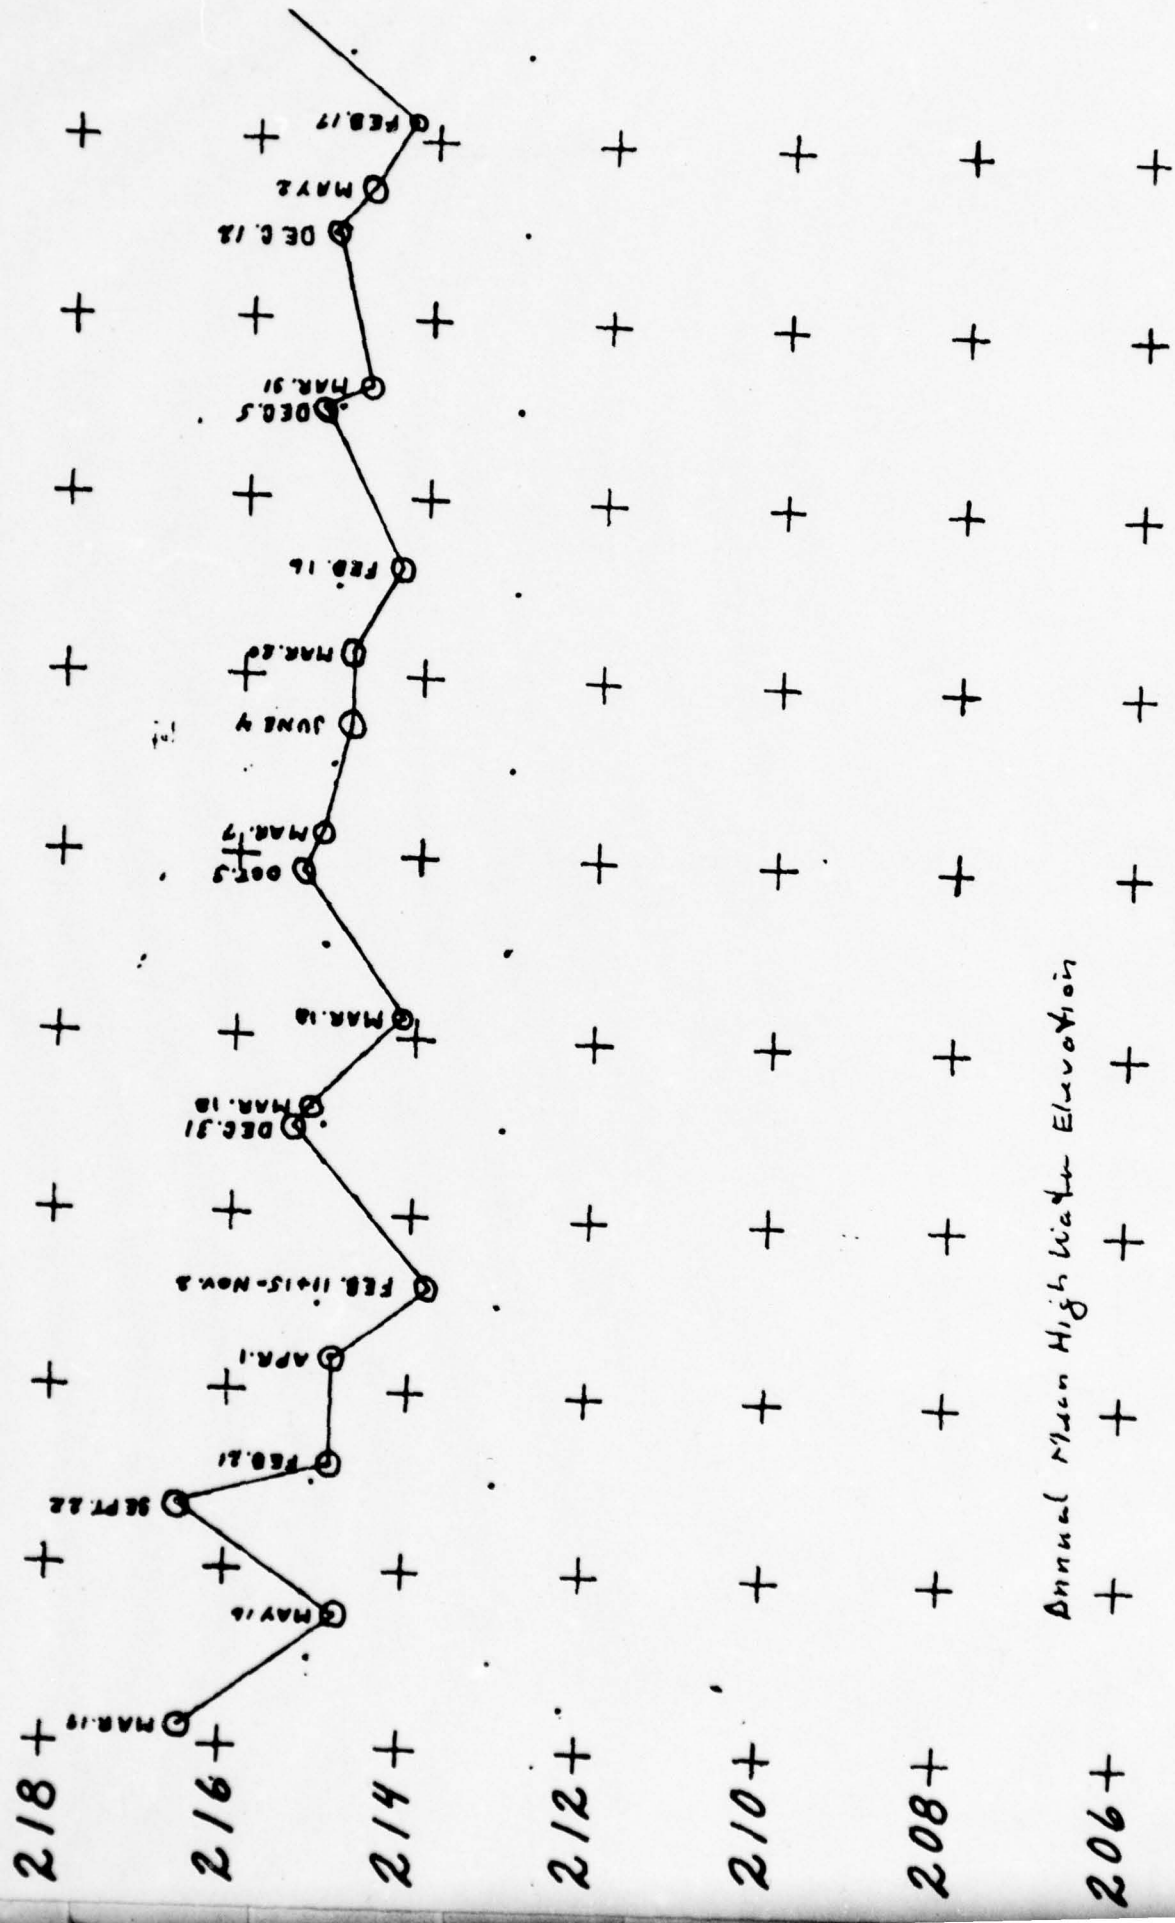 218
216
214
212
210
208
206
MAR.19
MAY 16
SEPT. 22
FEB. 21
APR. 1
FEB. 11+15-NOV. 2
DEC. 31
MAR. 18
MAR. 18
OCT. 3
MAR. 7
JUNE 4
MAR. 20
FEB. 16
DEC. 5
MAR. 31
DEC. 12
MAY 2
FEB. 17
Annual Mean High Water Elevation